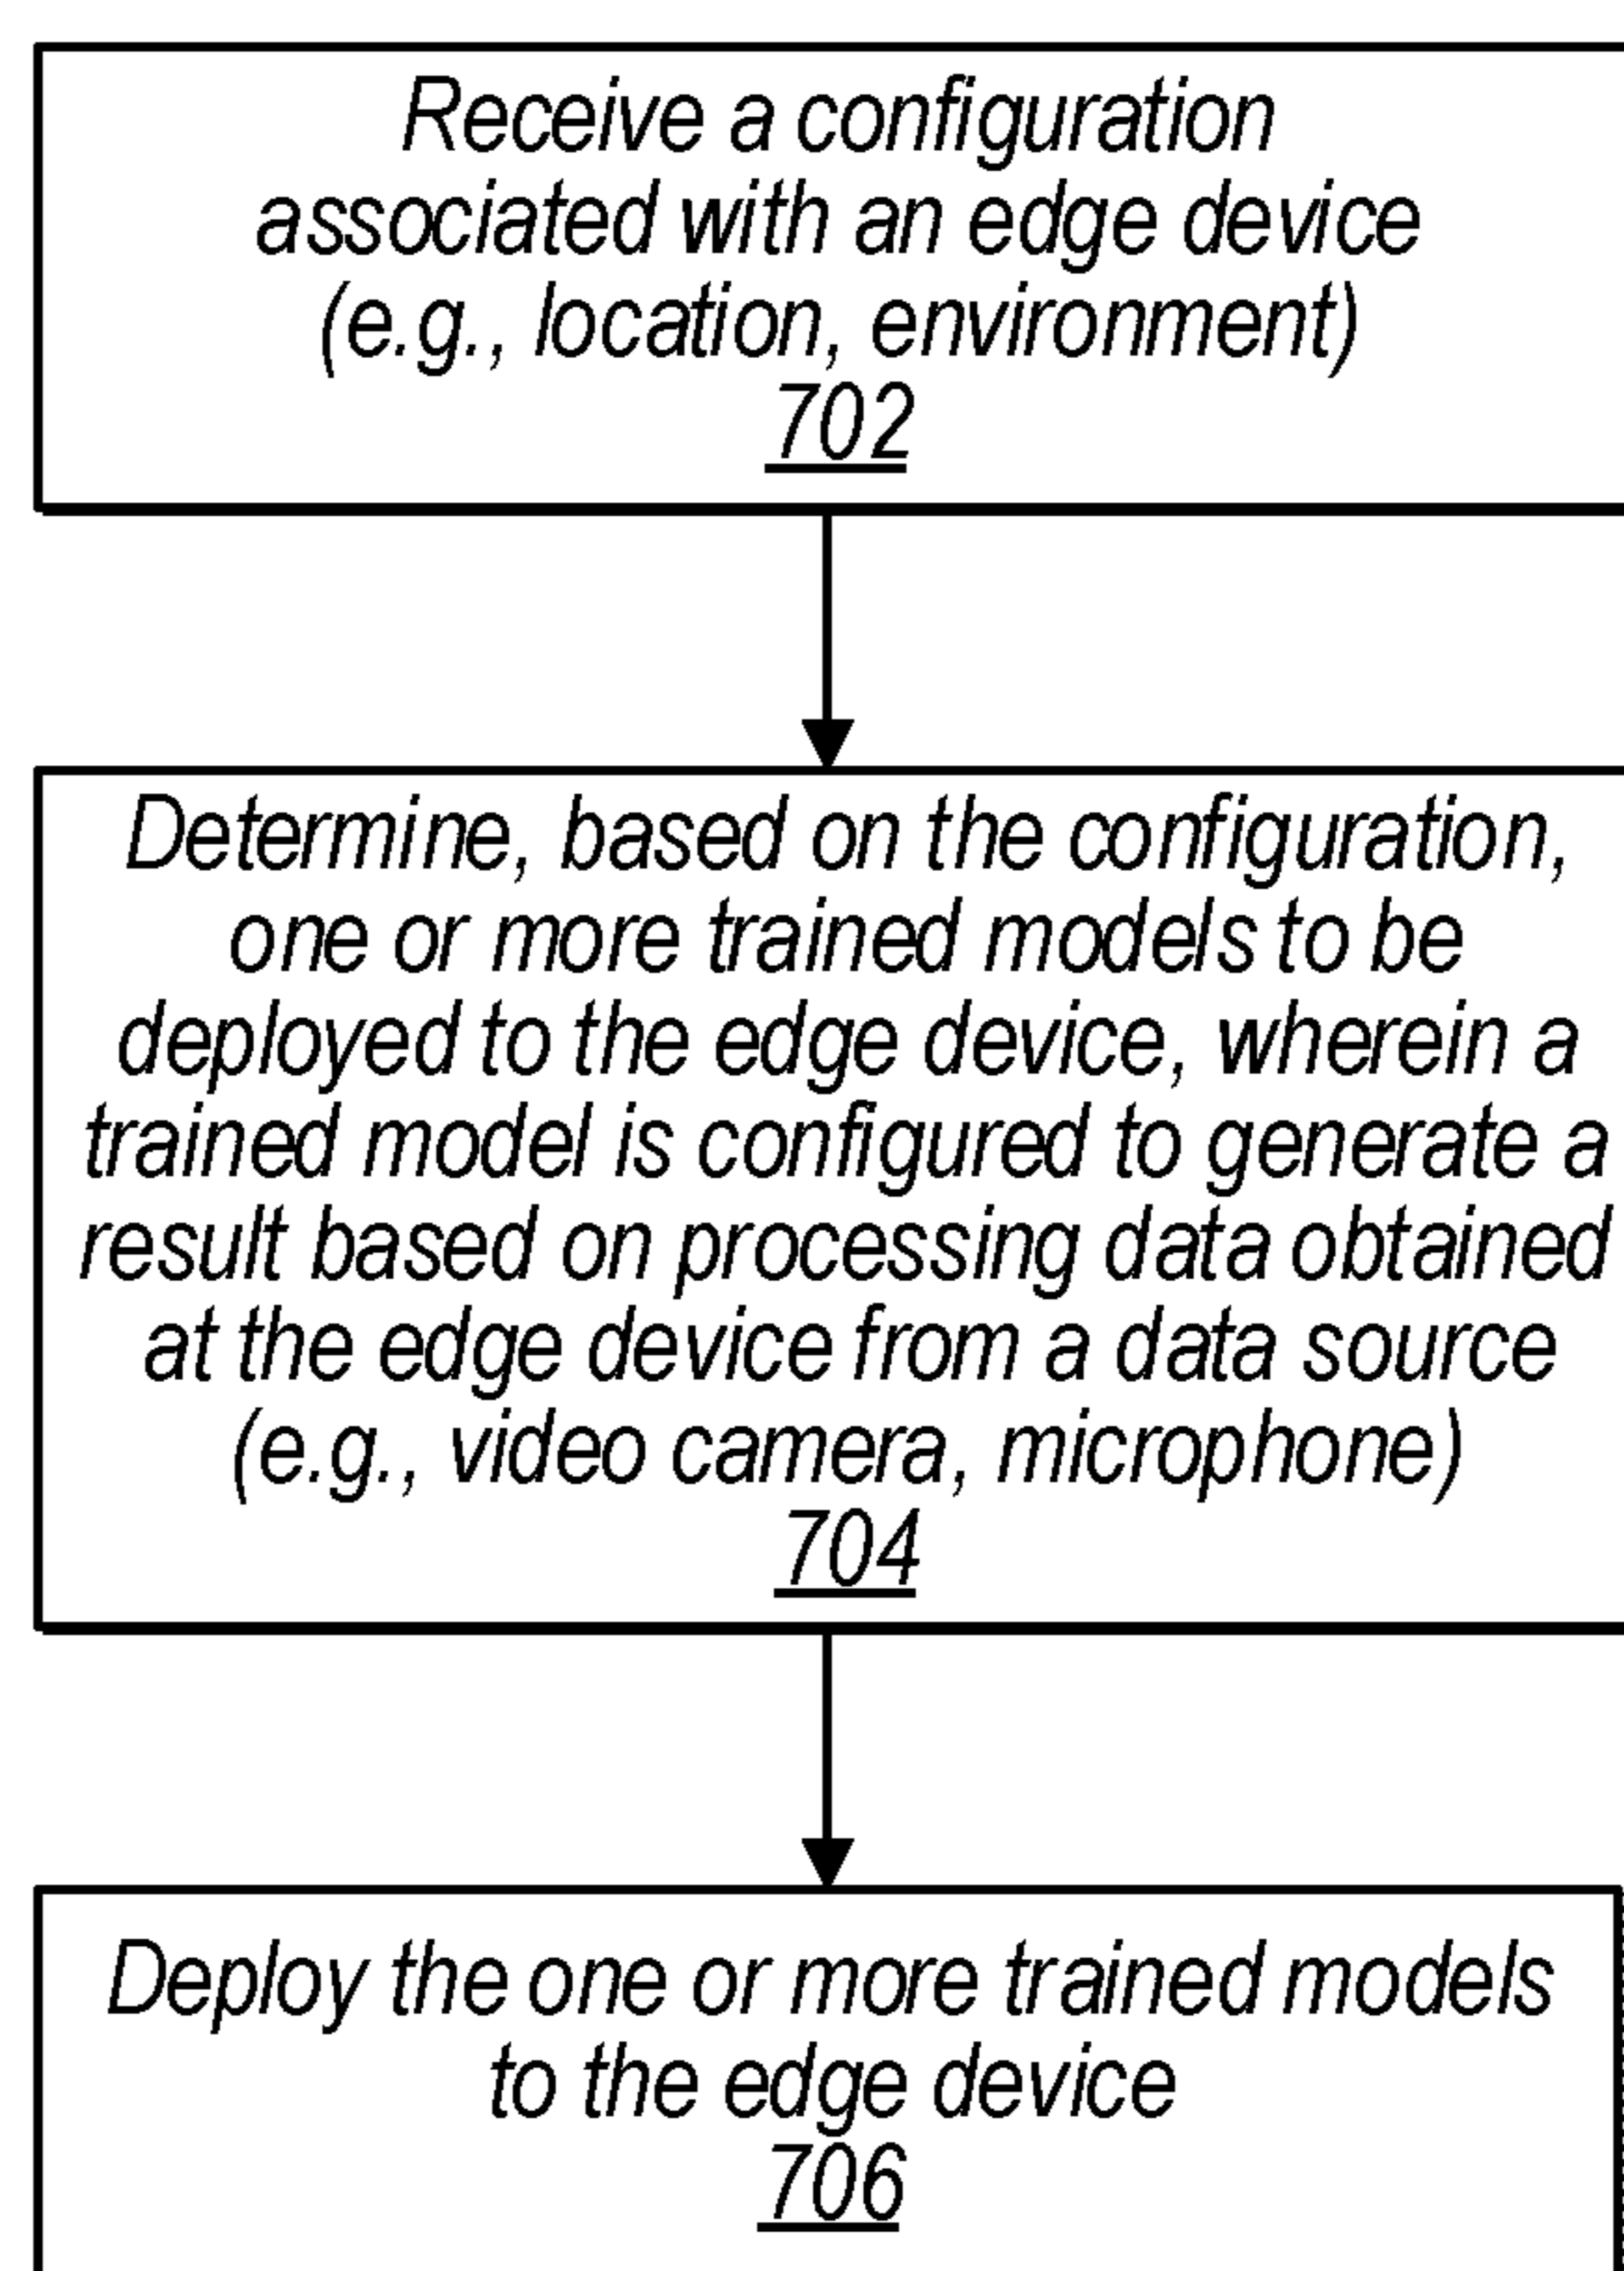 Receive a configuration
associated with an edge device
(e.g., location, environment)
702
Determine, based on the configuration,
one or more trained models to be
deployed to the edge device, wherein a
trained model is configured to generate a
result based on processing data obtained
at the edge device from a data source
(e.g., video camera, microphone)
704
Deploy the one or more trained models
to the edge device
706